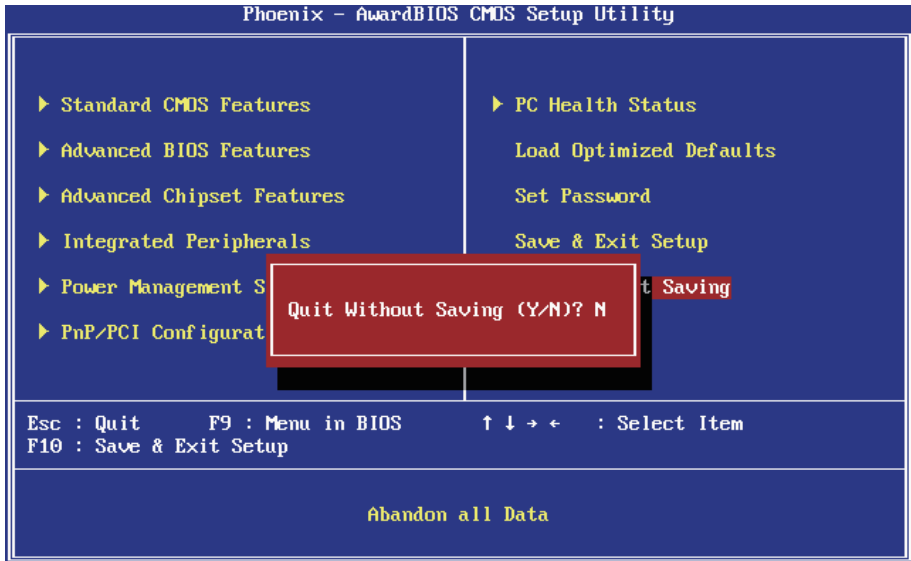 Phoenix - AwardBIOS CMOS Setup Utility
Standard CMOS Features
Advanced BIOS Features
Advanced Chipset Features
Integrated Peripherals
Power Management S
PnP/PCI Configurat
PC Health Status
Load Optimized Defaults
Set Password
Save & Exit Setup
t Saving
Quit Without Saving (Y/N)? N
Esc : Quit F9 : Menu in BIOS ↑ ↓ → ← : Select Item
F10 : Save & Exit Setup
Abandon all Data